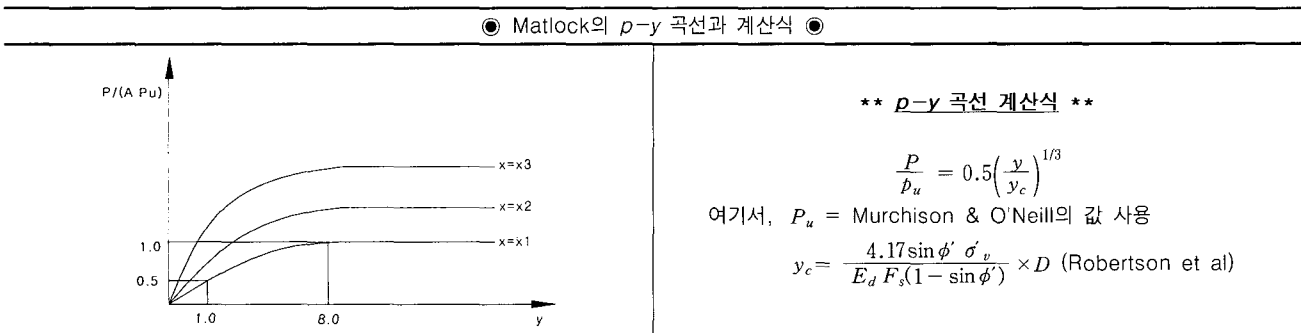 ◉ Matlock의 p-y 곡선과 계산식 ◉
P/(A Pu)
x=x3
x=x2
x=x1
1.0
0.5
1.0 8.0 y
** p-y 곡선 계산식 **
P/p_u = 0.5(y/y_c)^{1/3}
여기서, P_u = Murchison & O'Neill의 값 사용
y_c = 4.17 sin φ′ σ′_v / E_d F_s(1 − sin φ′) × D (Robertson et al)